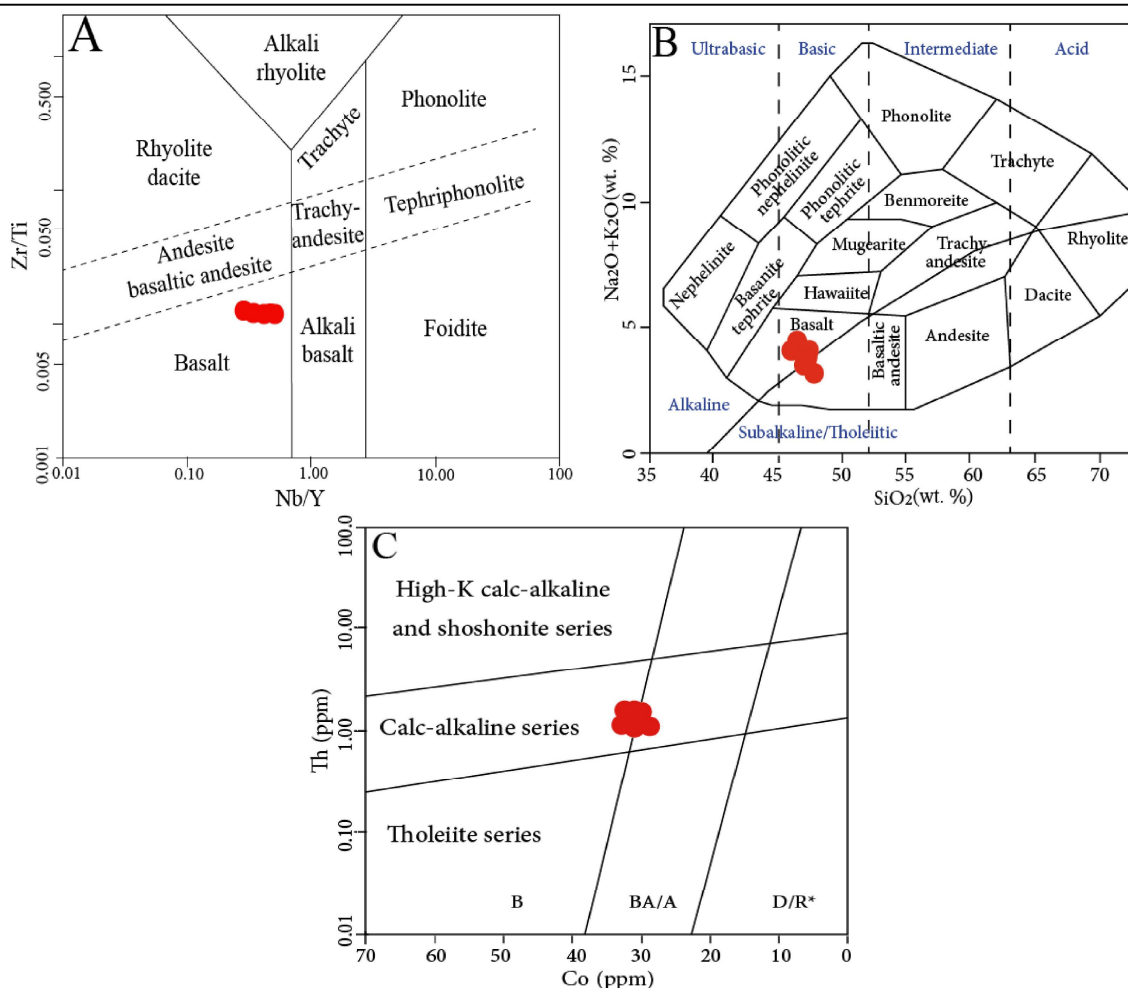 A
Alkali
rhyolite
Phonolite
Trachyte
Rhyolite
dacite
Tephriphonolite
Trachy-
andesite
Andesite
basaltic andesite
Alkali
basalt
Foidite
Basalt
0.500
0.050
0.005
0.001
Zr/Ti
0.01
0.10
1.00
10.00
100
Nb/Y
B
Ultrabasic
Basic
Intermediate
Acid
Phonolite
Phonolitic
nephelinite
Phonolitic
tephrite
Trachyte
Benmoreite
Nephelinite
Mugearite
Trachy-
andesite
Rhyolite
Basanite
tephrite
Hawaiite
Dacite
Basalt
Basaltic
andesite
Andesite
Alkaline
Subalkaline/Tholeiitic
15
10
5
0
Na2O+K2O(wt. %)
35
40
45
50
55
60
65
70
SiO2(wt. %)
C
High-K calc-alkaline
and shoshonite series
Calc-alkaline series
Tholeiite series
B
BA/A
D/R*
100.0
10.00
1.00
0.10
0.01
Th (ppm)
70
60
50
40
30
20
10
0
Co (ppm)